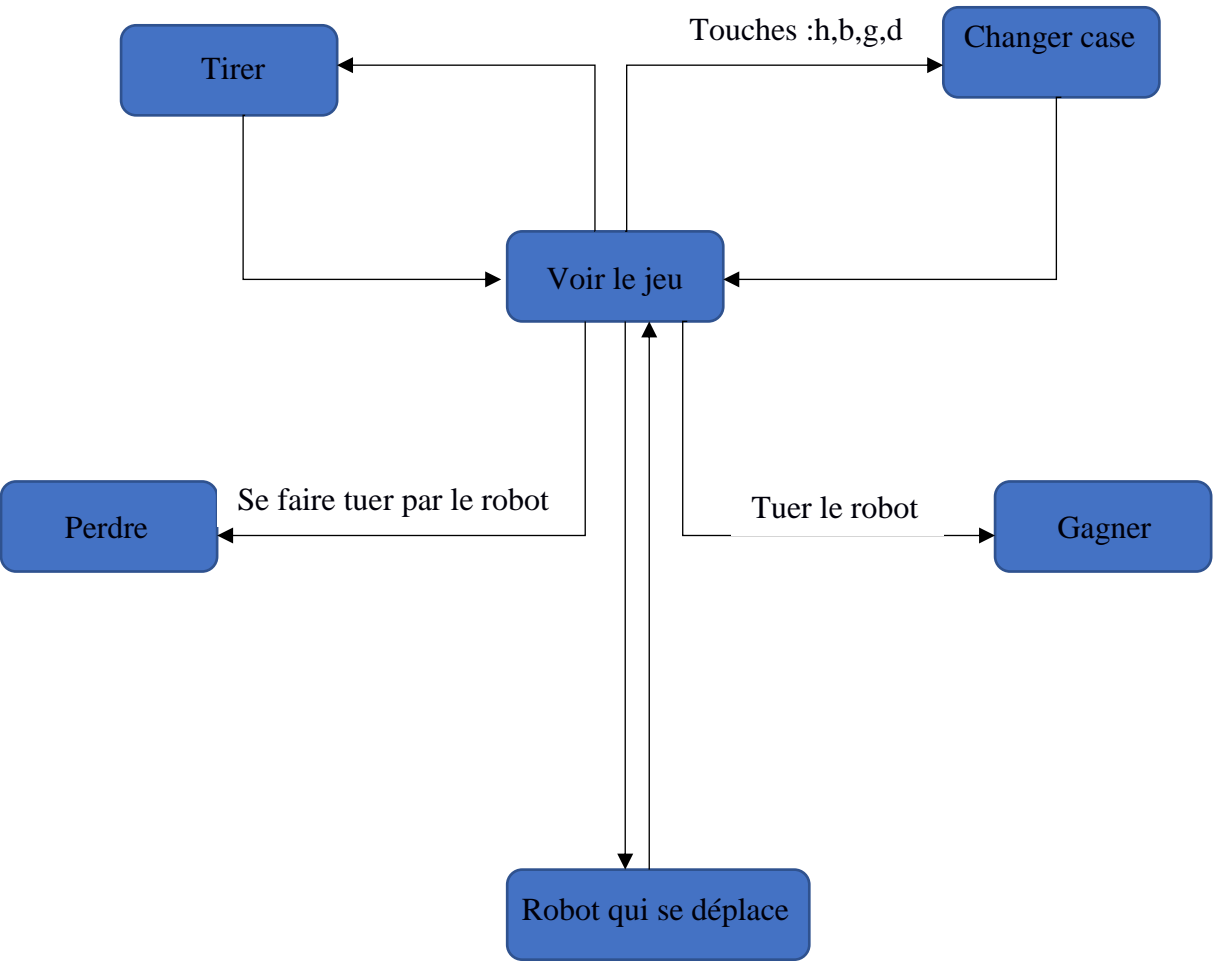 Touches :h,b,g,d
Changer case
Tirer
Voir le jeu
Se faire tuer par le robot
Tuer le robot
Perdre
Gagner
Robot qui se déplace